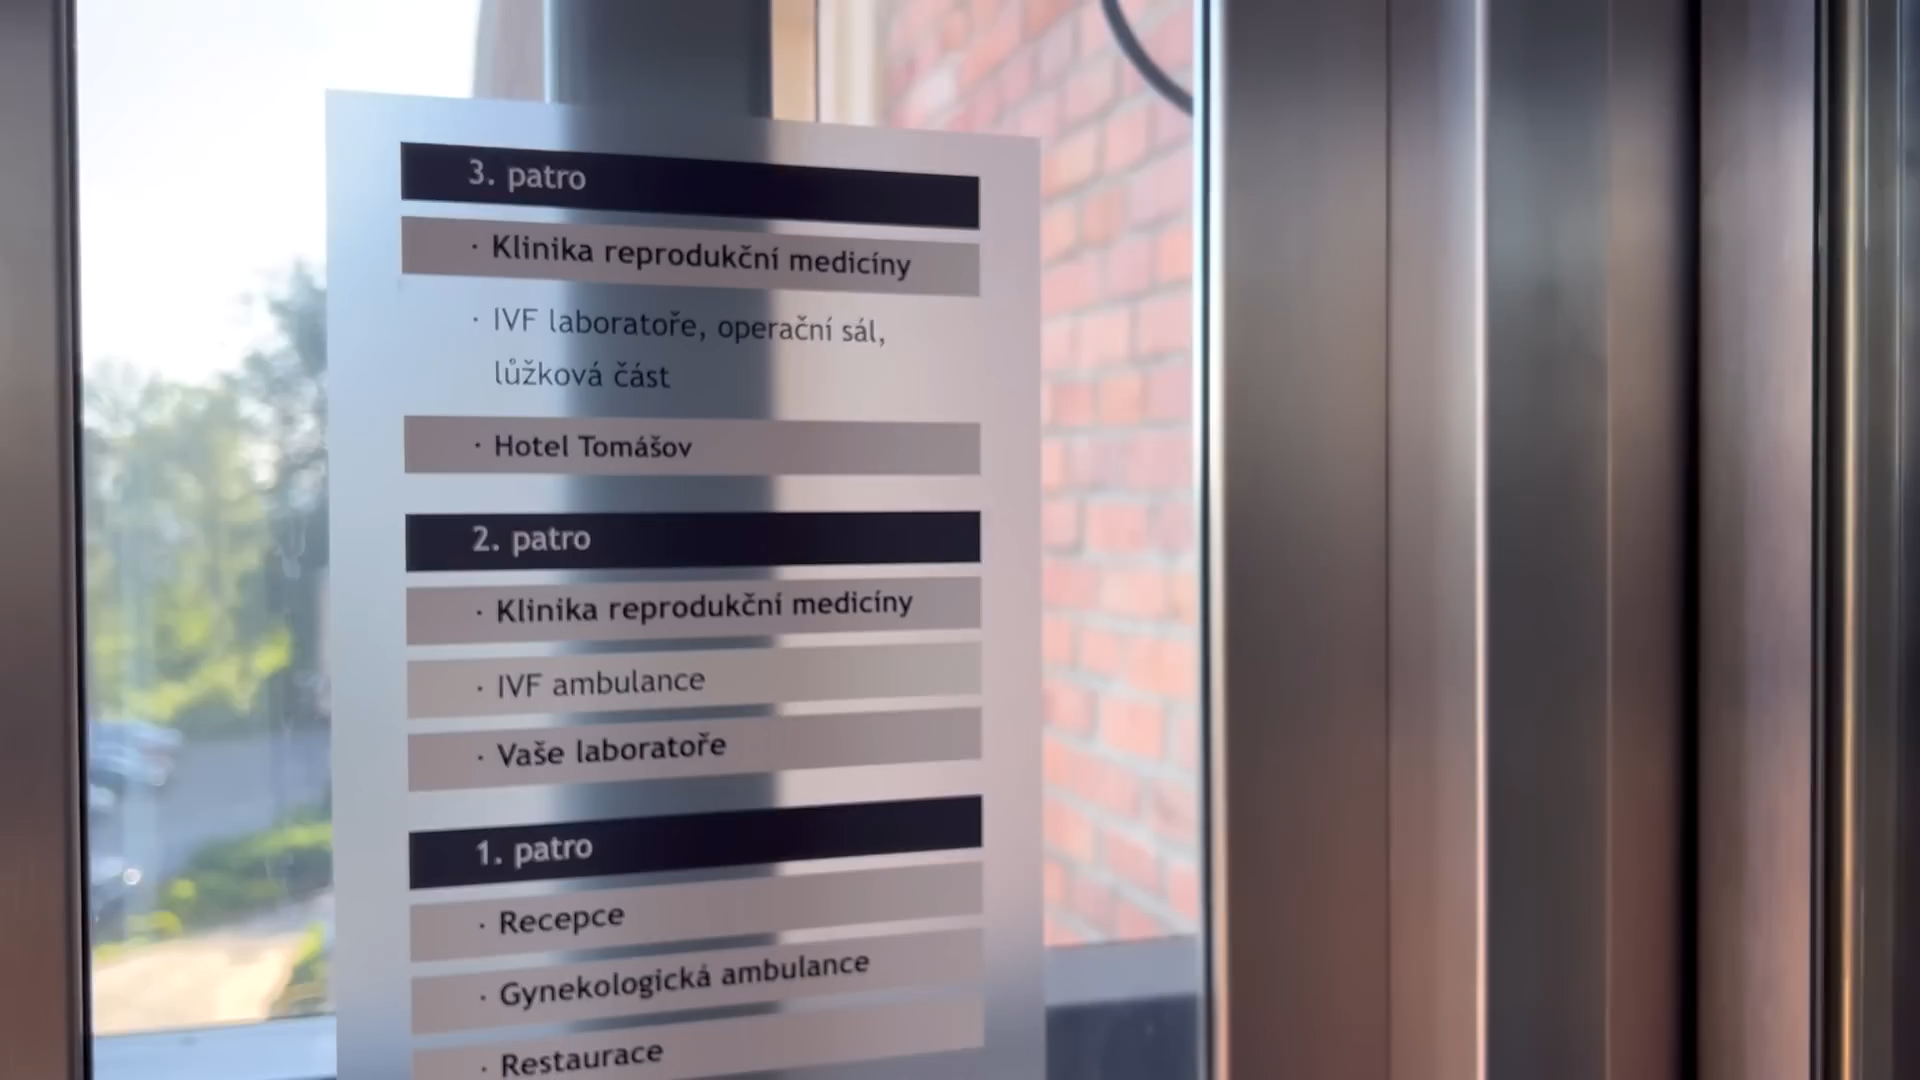 3. patro
· Klinika reprodukční medicíny
· IVF laboratoře, operační sál,
lůžková část
· Hotel Tomášov
2. patro
· Klinika reprodukční medicíny
· IVF ambulance
· Vaše laboratoře
1. patro
· Recepce
· Gynekologická ambulance
· Restaurace